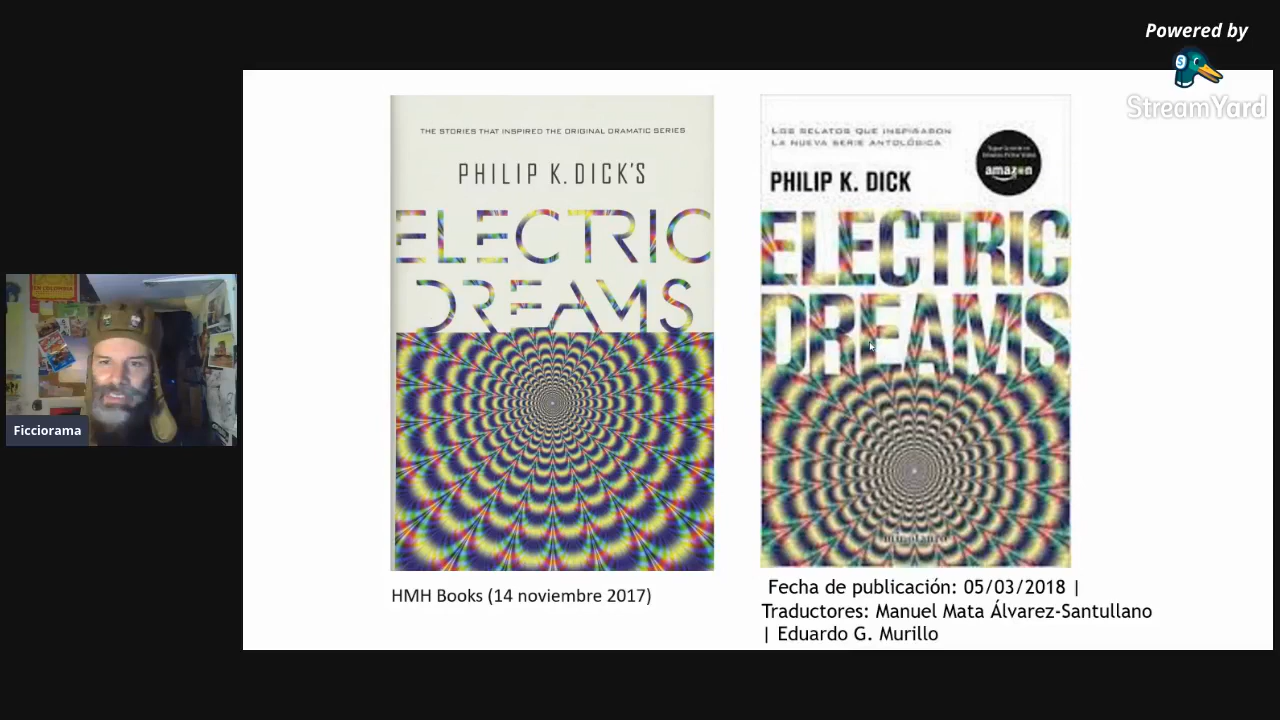 Powered by
StreamYard
THE STORIES THAT INSPIRED THE ORIGINAL DRAMATIC SERIES
PHILIP K. DICK'S
ELECTRIC
DREAMS
HMH Books (14 noviembre 2017)
LOS RELATOS QUE INSPIRARON
LA NUEVA SERIE ANTOLÓGICA
amazon
PHILIP K. DICK
ELECTRIC
DREAMS
minotauro
Fecha de publicación: 05/03/2018 |
Traductores: Manuel Mata Álvarez-Santullano
| Eduardo G. Murillo
Ficciorama